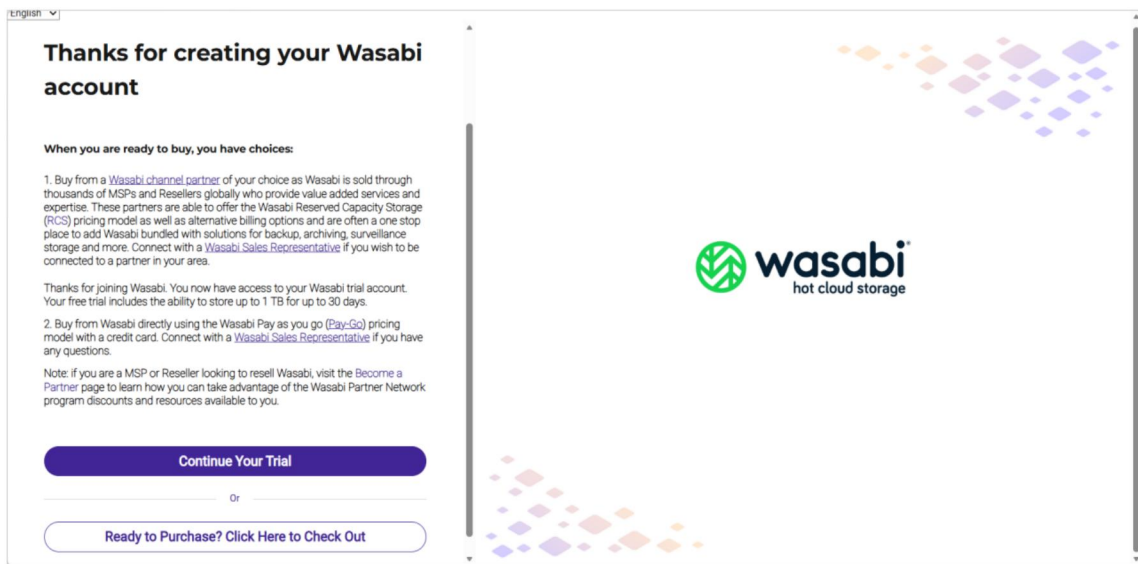 English
Thanks for creating your Wasabi
account
When you are ready to buy, you have choices:
1. Buy from a Wasabi channel partner of your choice as Wasabi is sold through
thousands of MSPs and Resellers globally who provide value added services and
expertise. These partners are able to offer the Wasabi Reserved Capacity Storage
(RCS) pricing model as well as alternative billing options and are often a one stop
place to add Wasabi bundled with solutions for backup, archiving, surveillance
storage and more. Connect with a Wasabi Sales Representative if you wish to be
connected to a partner in your area.
Thanks for joining Wasabi. You now have access to your Wasabi trial account.
Your free trial includes the ability to store up to 1 TB for up to 30 days.
2. Buy from Wasabi directly using the Wasabi Pay as you go (Pay-Go) pricing
model with a credit card. Connect with a Wasabi Sales Representative if you have
any questions.
Note: if you are a MSP or Reseller looking to resell Wasabi, visit the Become a
Partner page to learn how you can take advantage of the Wasabi Partner Network
program discounts and resources available to you.
Continue Your Trial
Or
Ready to Purchase? Click Here to Check Out
wasabi
hot cloud storage